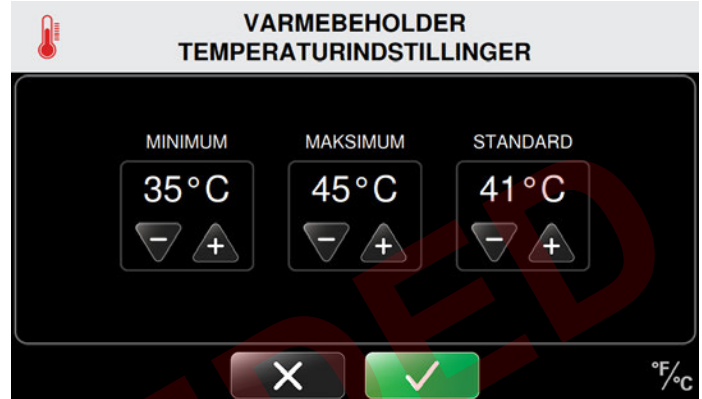 VARMEBEHOLDER
TEMPERATURINDSTILLINGER
MINIMUM MAKSIMUM STANDARD
35°C 45°C 41°C
− + − + − +
°F/°C